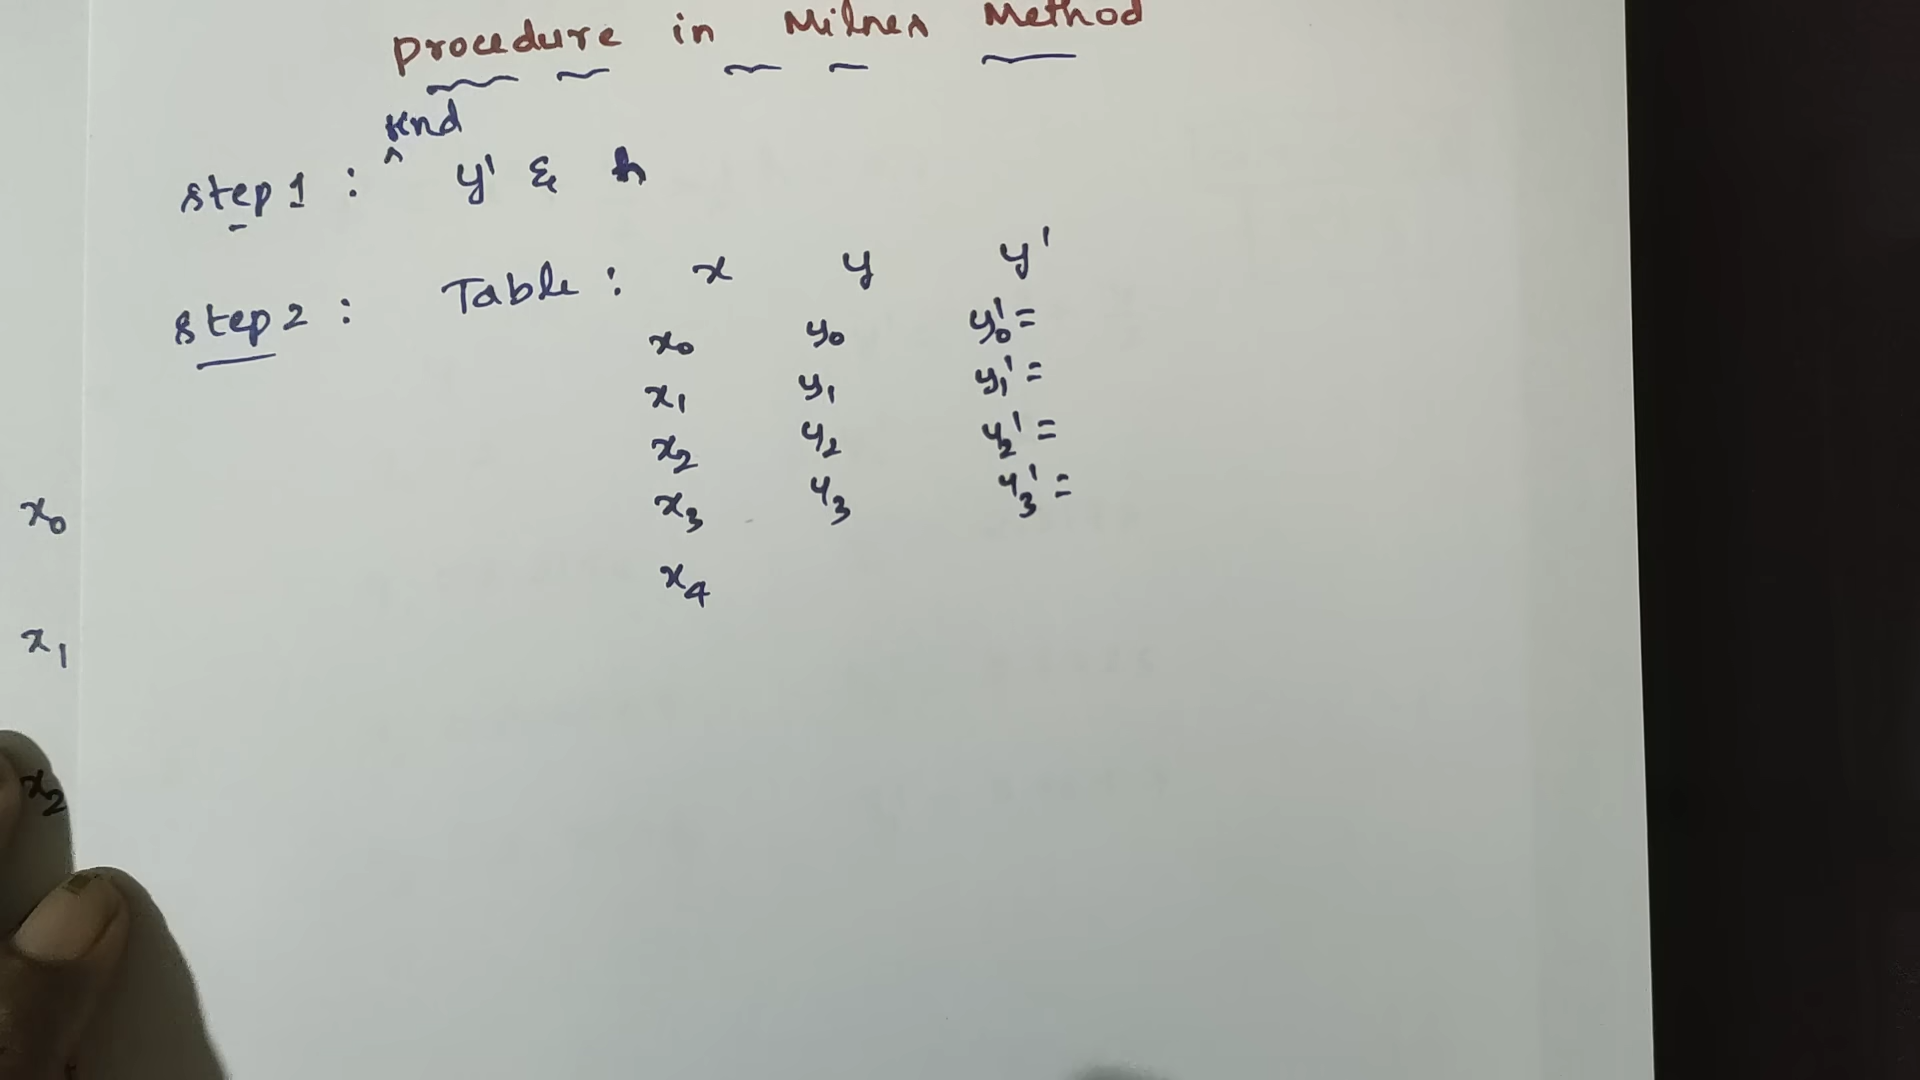 procedure in Milnes Method
find
step 1 : ^ y' & h
step 2 : Table : x y y'
x₀ y₀ y₀' =
x₁ y₁ y₁' =
x₂ y₂ y₂' =
x₃ y₃ y₃' =
x₄
x₀
x₁
x₂